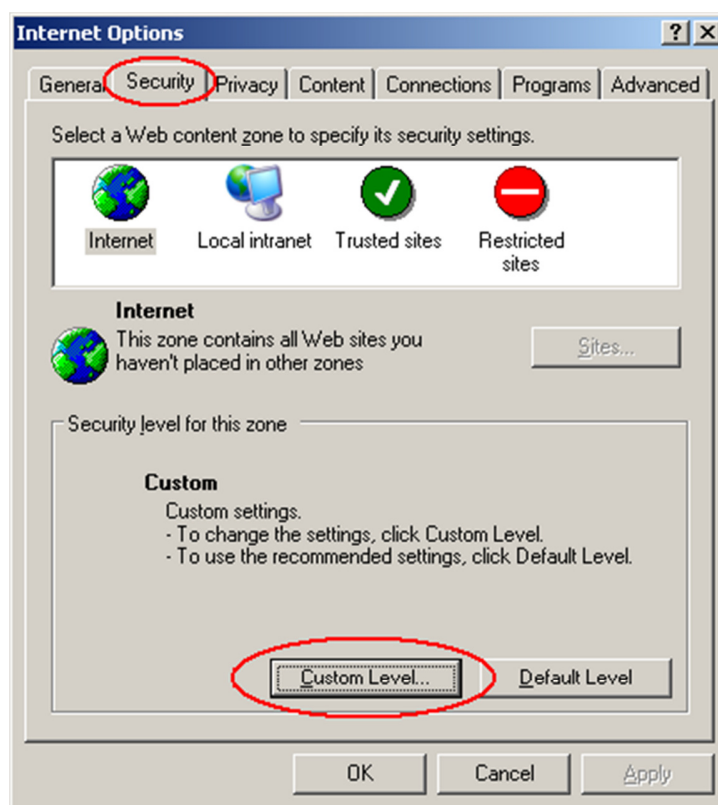 Internet Options
General Security Privacy Content Connections Programs Advanced
Select a Web content zone to specify its security settings.
Internet Local intranet Trusted sites Restricted sites
Internet
This zone contains all Web sites you
haven't placed in other zones
Sites...
Security level for this zone
Custom
Custom settings.
- To change the settings, click Custom Level.
- To use the recommended settings, click Default Level.
Custom Level... Default Level
OK Cancel Apply